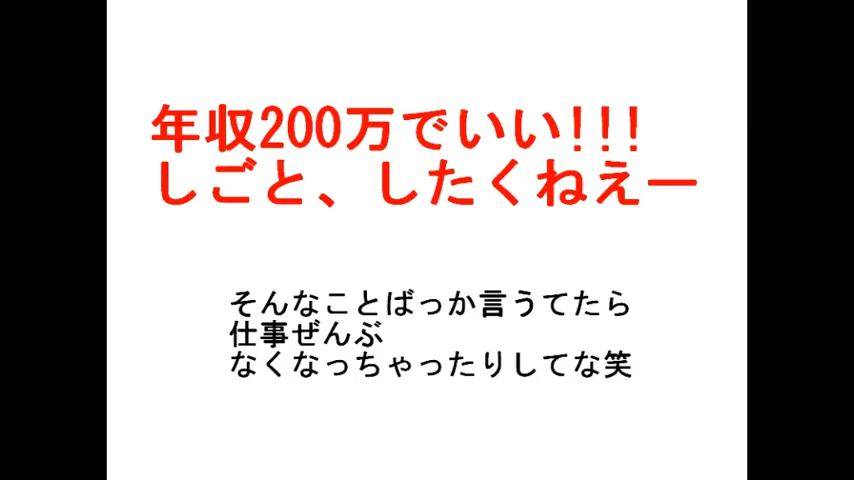 年収200万でいい!!!
しごと、したくねえー
そんなことばっか言うてたら
仕事ぜんぶ
なくなっちゃったりしてな笑